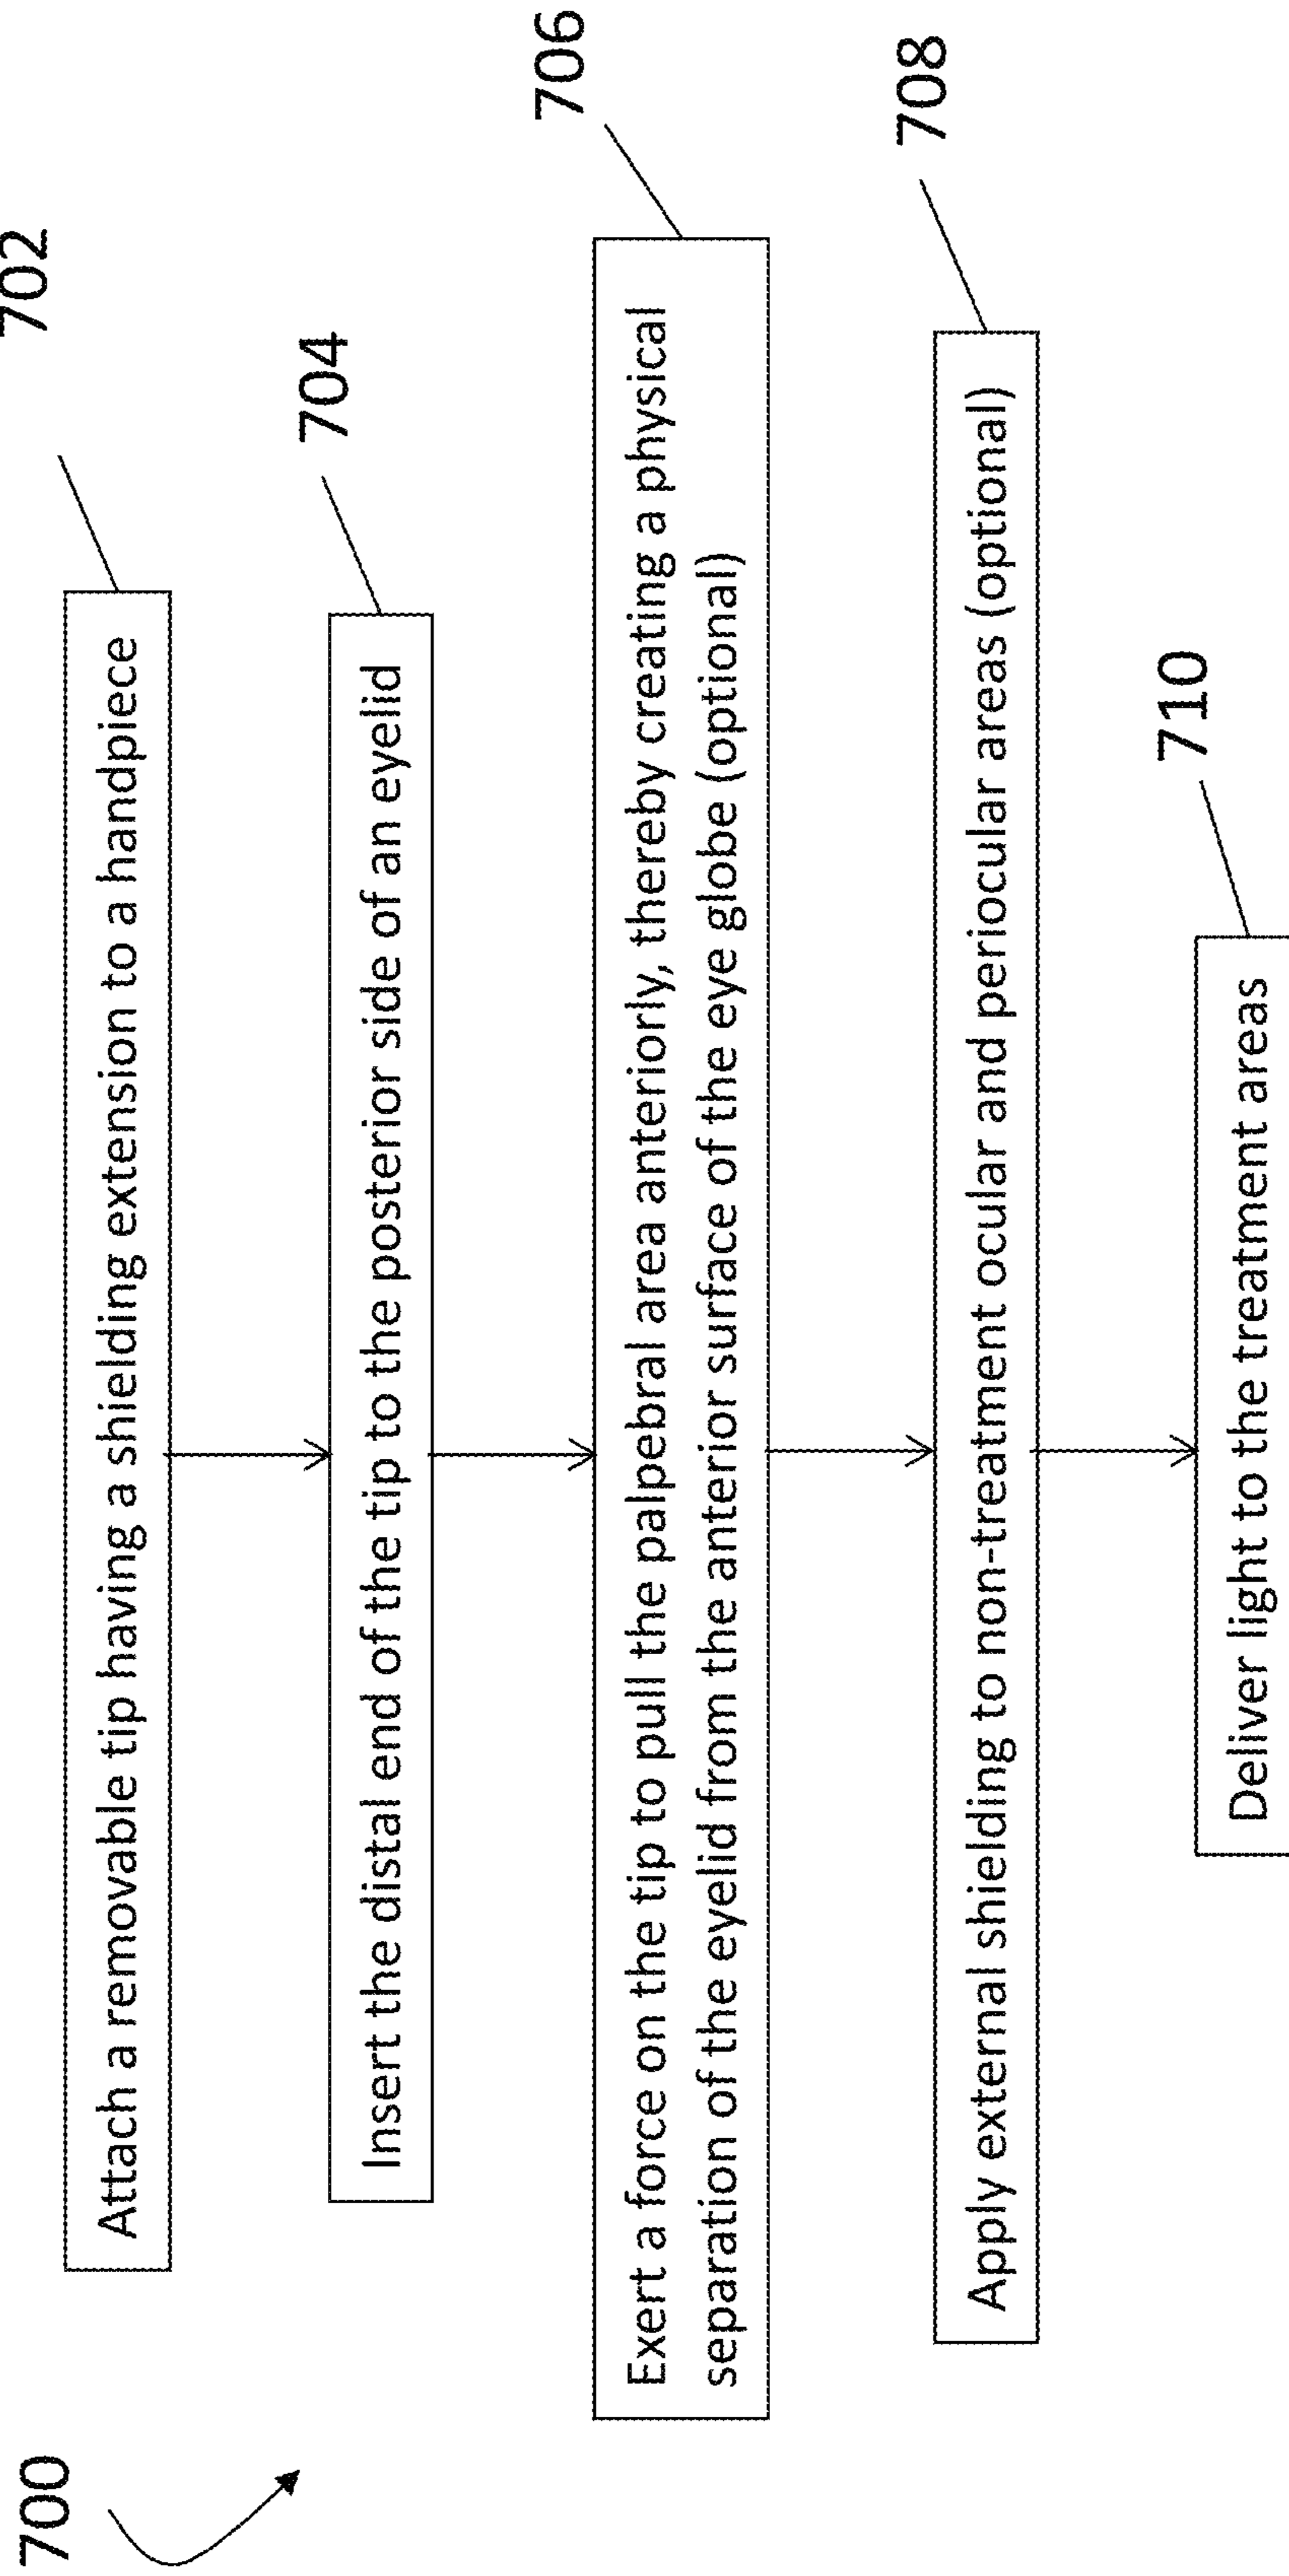 700
702
Attach a removable tip having a shielding extension to a handpiece
704
Insert the distal end of the tip to the posterior side of an eyelid
706
Exert a force on the tip to pull the palpebral area anteriorly, thereby creating a physical
separation of the eyelid from the anterior surface of the eye globe (optional)
708
Apply external shielding to non-treatment ocular and periocular areas (optional)
710
Deliver light to the treatment areas